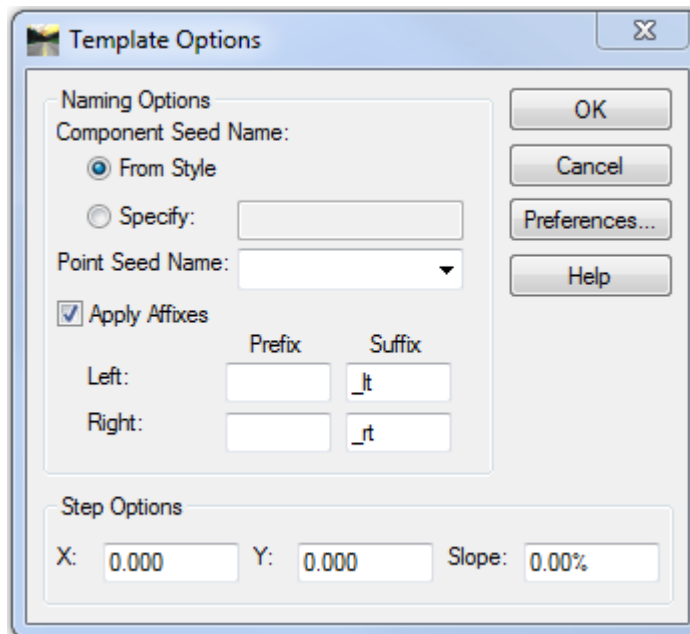 Template Options
Naming Options
Component Seed Name:
From Style
Specify:
Point Seed Name:
Apply Affixes
Prefix Suffix
Left: _lt
Right: _rt
OK
Cancel
Preferences...
Help
Step Options
X: 0.000 Y: 0.000 Slope: 0.00%